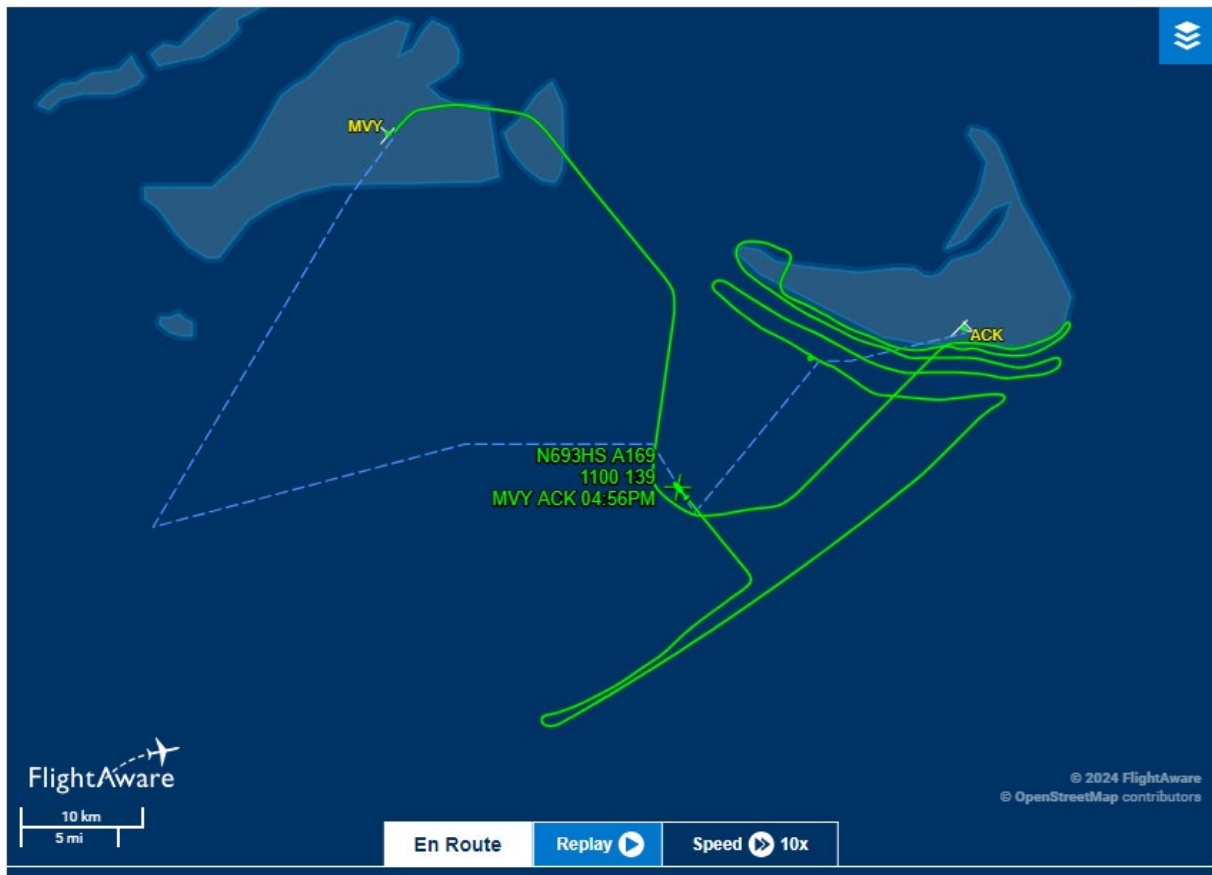 MVY
ACK
N693HS A169
1100 139
MVY ACK 04:56PM
FlightAware
10 km
5 mi
© 2024 FlightAware
© OpenStreetMap contributors
En Route
Replay
Speed 10x